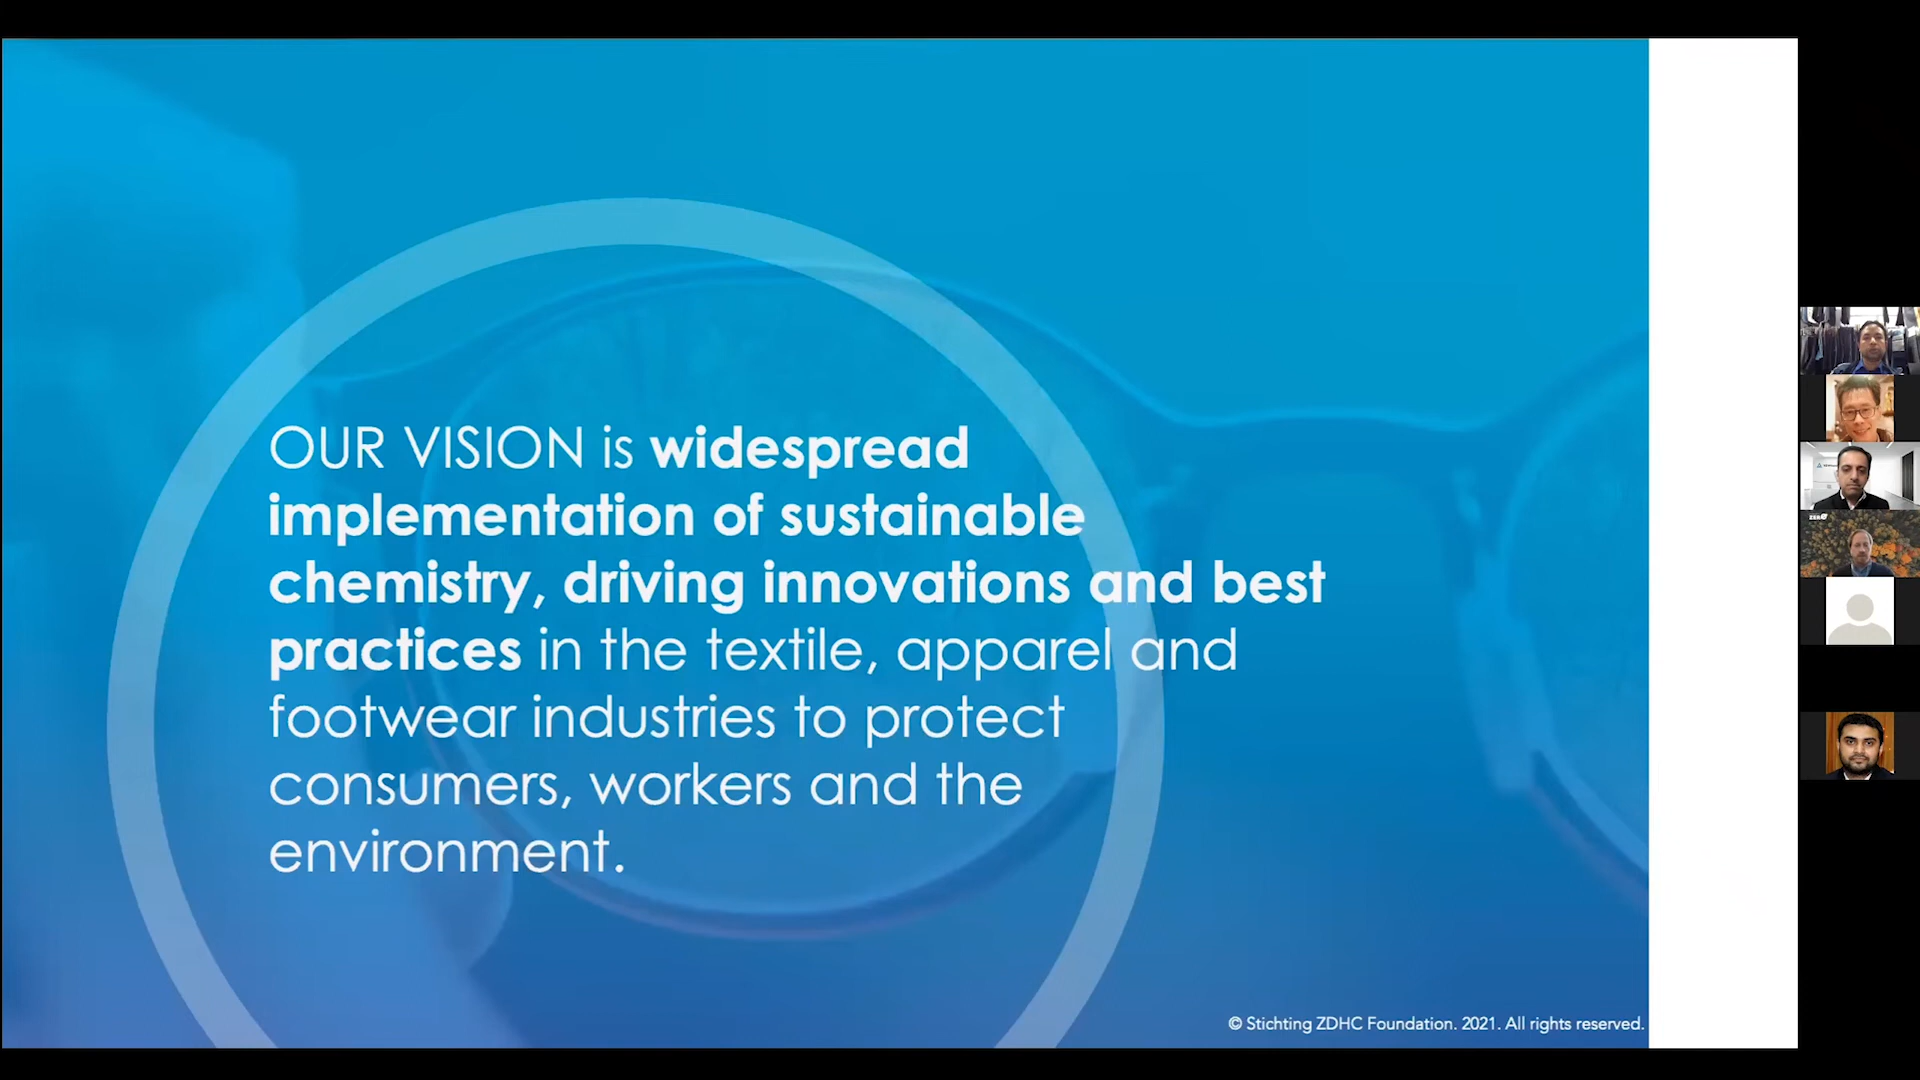 OUR VISION is widespread
implementation of sustainable
chemistry, driving innovations and best
practices in the textile, apparel and
footwear industries to protect
consumers, workers and the
environment.
© Stichting ZDHC Foundation. 2021. All rights reserved.